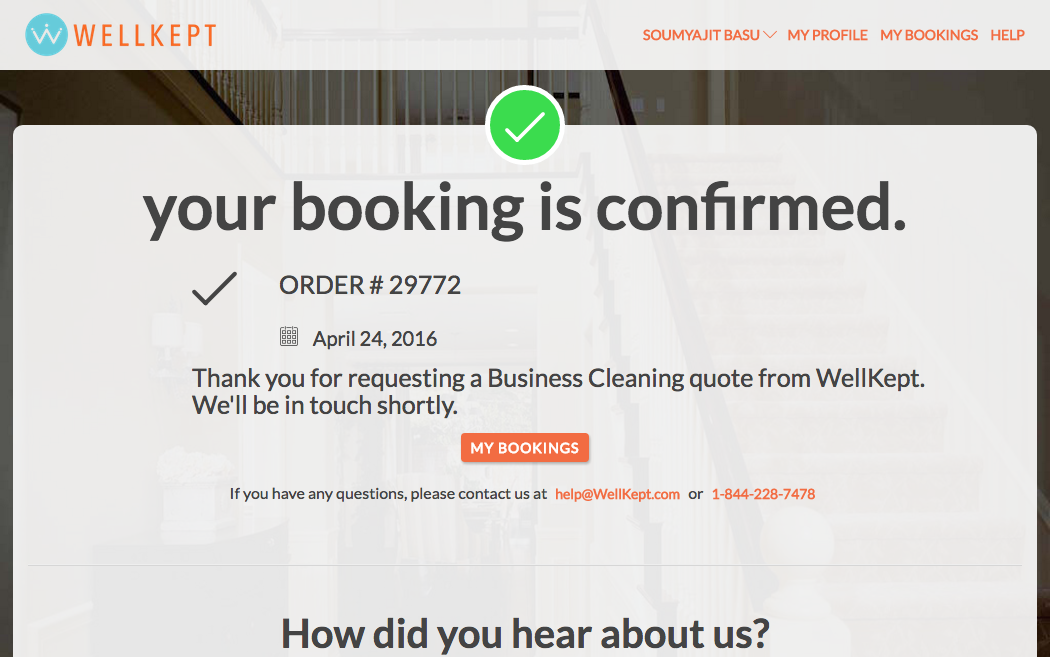 WELLKEPT
SOUMYAJIT BASU MY PROFILE MY BOOKINGS HELP
your booking is confirmed.
ORDER # 29772
April 24, 2016
Thank you for requesting a Business Cleaning quote from WellKept.
We'll be in touch shortly.
MY BOOKINGS
If you have any questions, please contact us at help@WellKept.com or 1-844-228-7478
How did you hear about us?